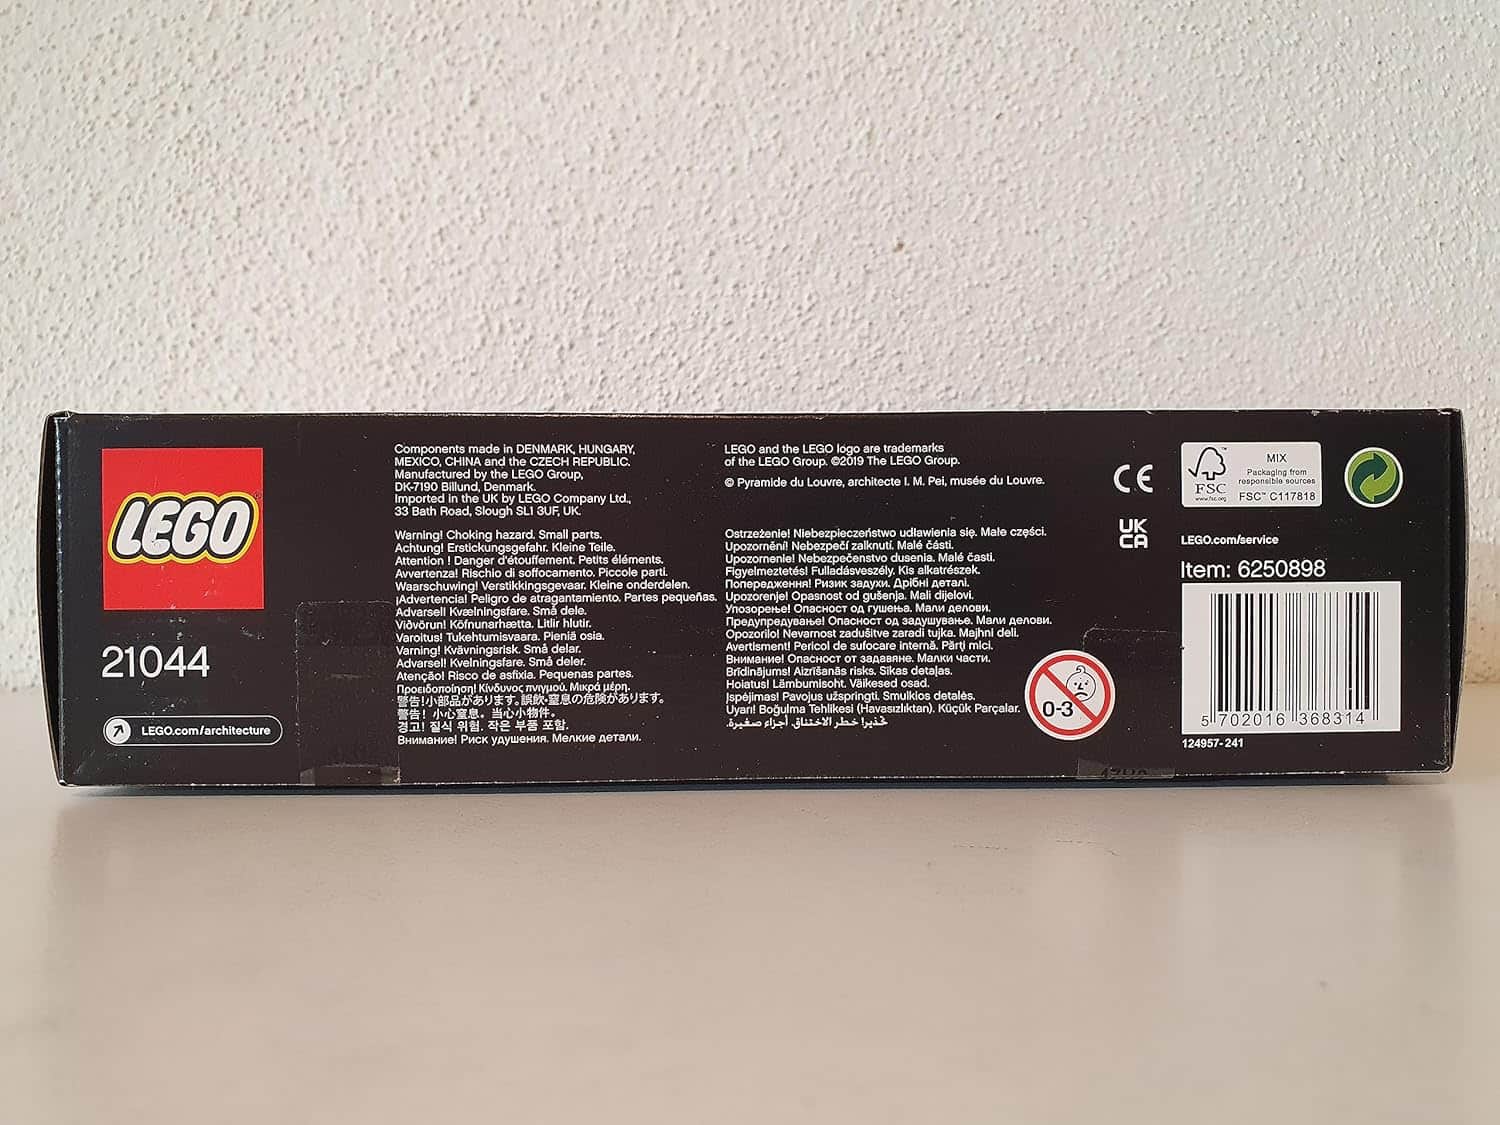 LEGO
21044
LEGO.com/architecture
Components made in DENMARK, HUNGARY,
MEXICO, CHINA and the CZECH REPUBLIC.
Manufactured by the LEGO Group,
DK-7190 Billund, Denmark.
Imported in the UK by LEGO Company Ltd.,
33 Bath Road, Slough SL1 3UF, UK.
Warning! Choking hazard. Small parts.
Achtung! Erstickungsgefahr. Kleine Teile.
Attention ! Danger d'étouffement. Petits éléments.
Avvertenza! Rischio di soffocamento. Piccole parti.
Waarschuwing! Verstikkingsgevaar. Kleine onderdelen.
¡Advertencia! Peligro de atragantamiento. Partes pequeñas.
Advarsel! Kvælningsfare. Små dele.
Viðvörun! Köfnunarhætta. Litlir hlutir.
Varoitus! Tukehtumisvaara. Pieniä osia.
Varning! Kvävningsrisk. Små delar.
Advarsel! Kvelningsfare. Små deler.
Atenção! Risco de asfixia. Pequenas partes.
Προειδοποίηση! Κίνδυνος πνιγμού. Μικρά μέρη.
警告!小部品があります。誤飲・窒息の危険があります。
警告! 小心窒息。当心小物件。
경고! 질식 위험. 작은 부품 포함.
Внимание! Риск удушения. Мелкие детали.
LEGO and the LEGO logo are trademarks
of the LEGO Group. ©2019 The LEGO Group.
© Pyramide du Louvre, architecte I. M. Pei, musée du Louvre.
Ostrzeżenie! Niebezpieczeństwo udławienia się. Małe części.
Upozornění! Nebezpečí zalknutí. Malé části.
Upozornenie! Nebezpečenstvo dusenia. Malé časti.
Figyelmeztetés! Fulladásveszély. Kis alkatrészek.
Попередження! Ризик задухи. Дрібні деталі.
Upozorenje! Opasnost od gušenja. Mali dijelovi.
Упозорење! Опасност од гушења. Мали делови.
Предупредување! Опасност од задушување. Мали делови.
Opozorilo! Nevarnost zadušitve zaradi tujka. Majhni deli.
Avertisment! Pericol de sufocare internă. Părți mici.
Внимание! Опасност от задавяне. Малки части.
Brīdinājums! Aizrīšanās risks. Sīkas detaļas.
Hoiatus! Lämbumisoht. Väikesed osad.
Įspėjimas! Pavojus užspringti. Smulkios detalės.
Uyarı! Boğulma Tehlikesi (Havasızlıktan). Küçük Parçalar.
تحذير! خطر الاختناق. أجزاء صغيرة.
0-3
CE
UK
CA
FSC
www.fsc.org
MIX
Packaging from
responsible sources
FSC™ C117818
LEGO.com/service
Item: 6250898
5 702016 368314
124957-241